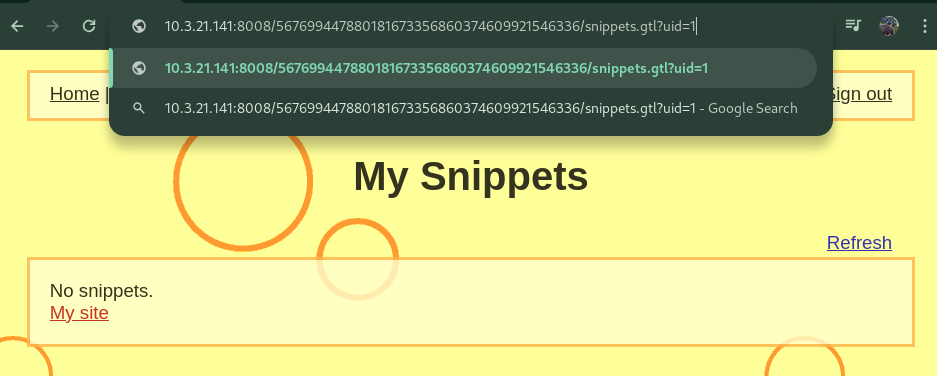 10.3.21.141:8008/567699447880181673356860374609921546336/snippets.gtl?uid=1
10.3.21.141:8008/567699447880181673356860374609921546336/snippets.gtl?uid=1
10.3.21.141:8008/567699447880181673356860374609921546336/snippets.gtl?uid=1 – Google Search
Home | Sign out
My Snippets
Refresh
No snippets.
My site